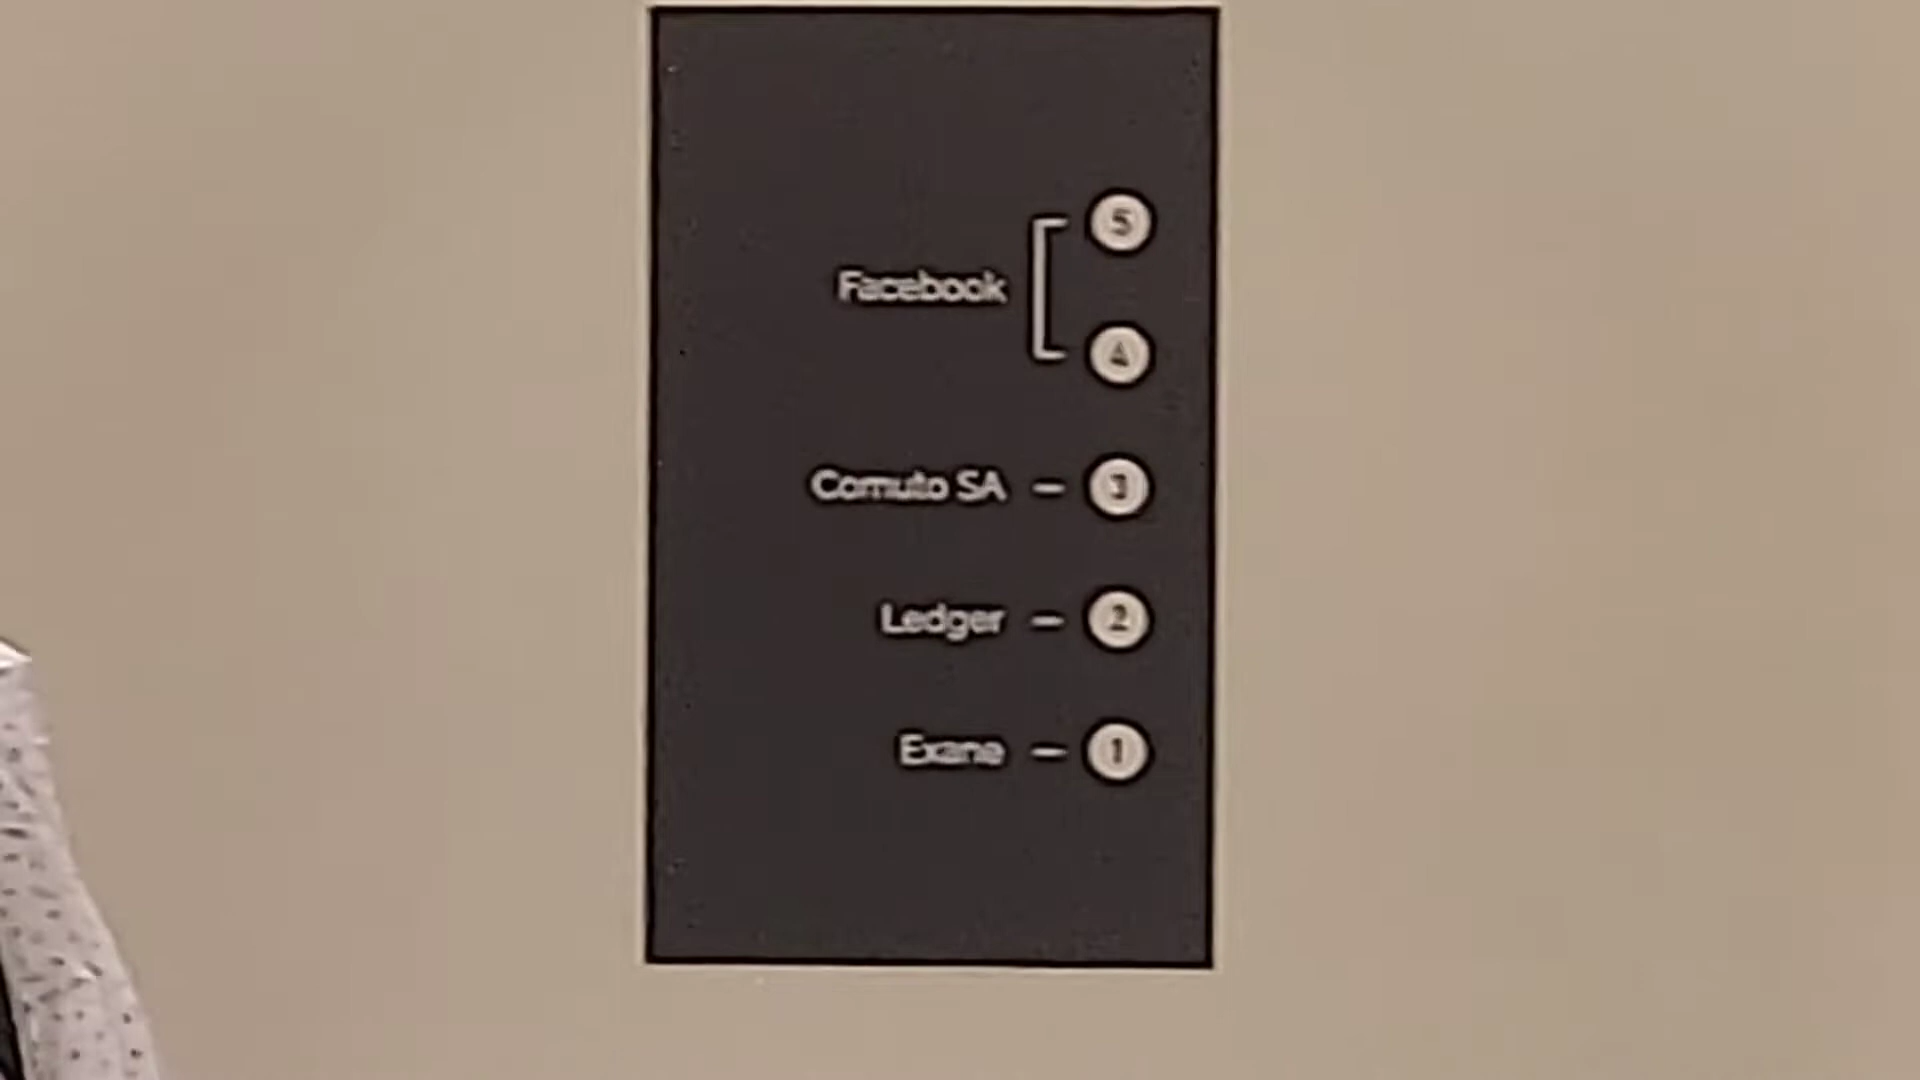 5
Facebook
4
Comuto SA – 3
Ledger – 2
Exane – 1